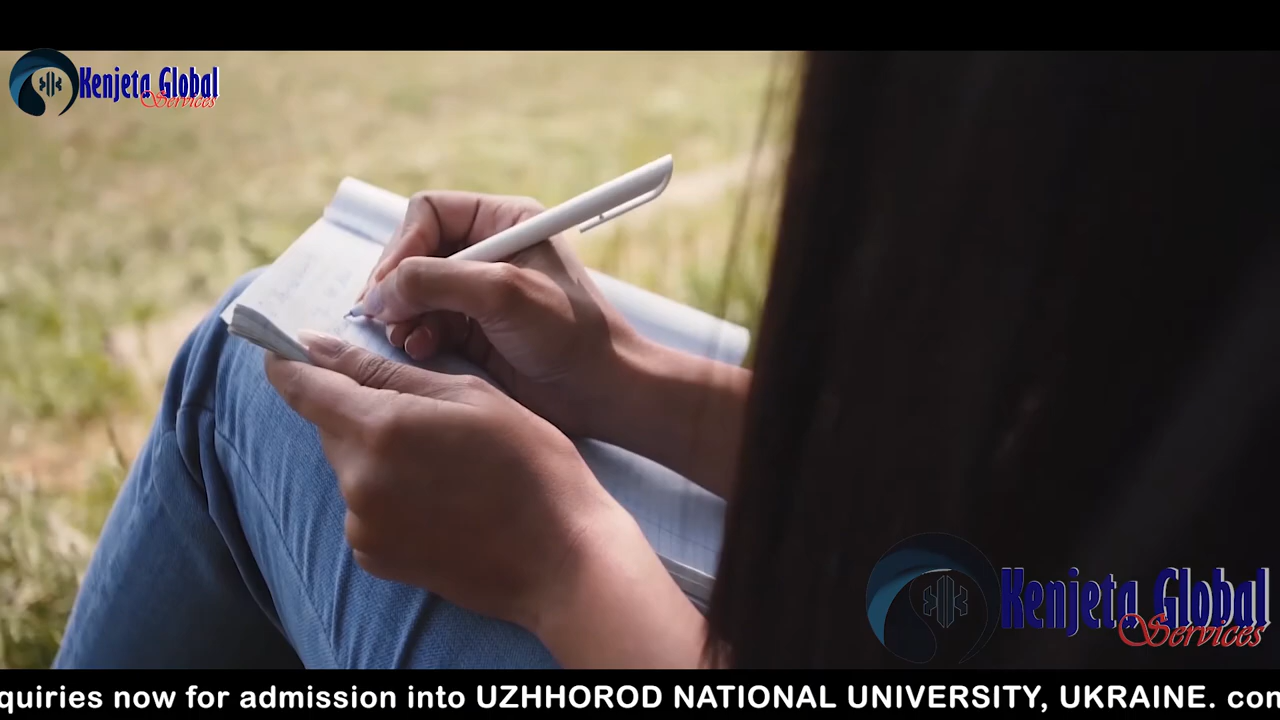 Kenjeta Global
Services
Kenjeta Global
Services
quiries now for admission into UZHHOROD NATIONAL UNIVERSITY, UKRAINE. con